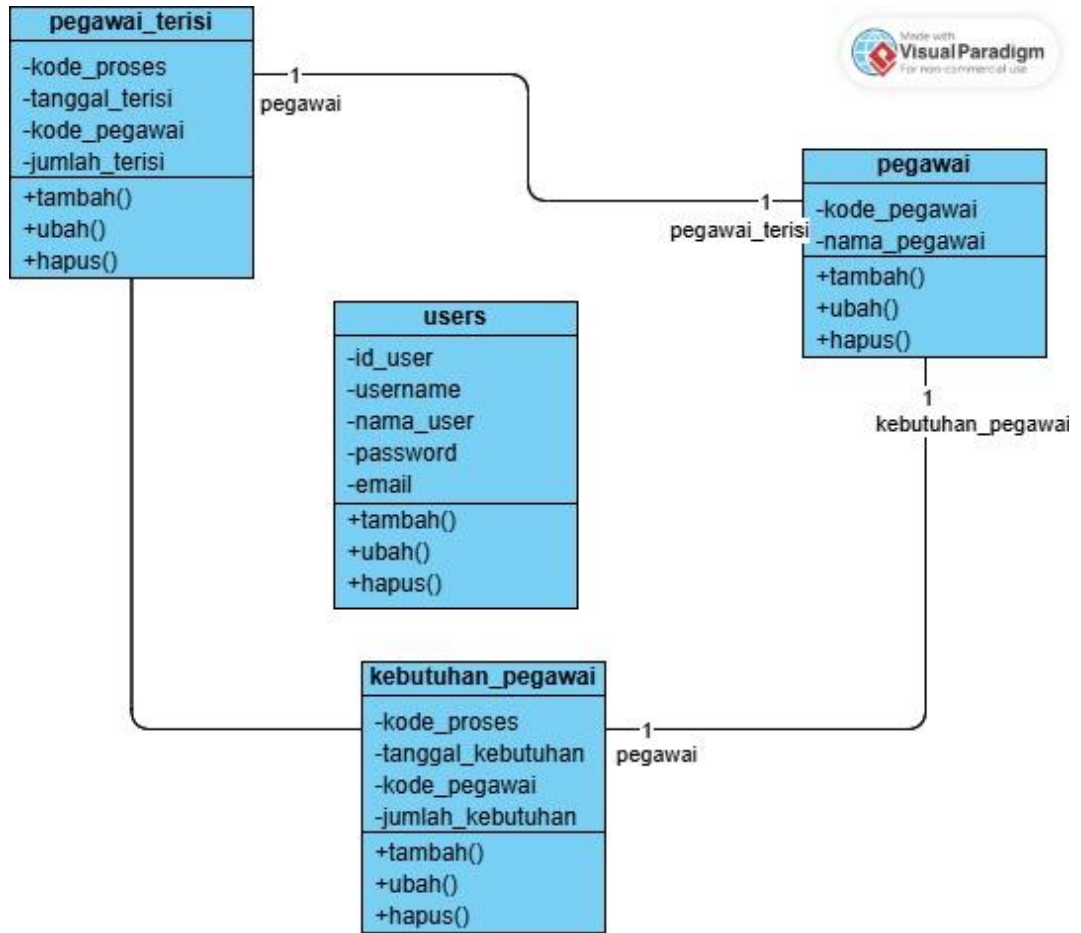 pegawai_terisi
-kode_proses
-tanggal_terisi
-kode_pegawai
-jumlah_terisi
+tambah()
+ubah()
+hapus()
1
pegawai
Made with
Visual Paradigm
For non-commercial use
1
pegawai_terisi
pegawai
-kode_pegawai
-nama_pegawai
+tambah()
+ubah()
+hapus()
1
kebutuhan_pegawai
users
-id_user
-username
-nama_user
-password
-email
+tambah()
+ubah()
+hapus()
kebutuhan_pegawai
-kode_proses
-tanggal_kebutuhan
-kode_pegawai
-jumlah_kebutuhan
+tambah()
+ubah()
+hapus()
1
pegawai